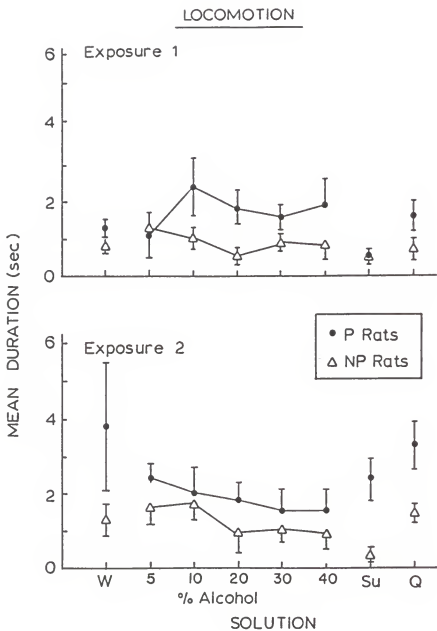 LOCOMOTION
Exposure 1
6
4
2
0
MEAN DURATION (sec)
Exposure 2
P Rats
NP Rats
6
4
2
0
W 5 10 20 30 40 Su Q
% Alcohol
SOLUTION